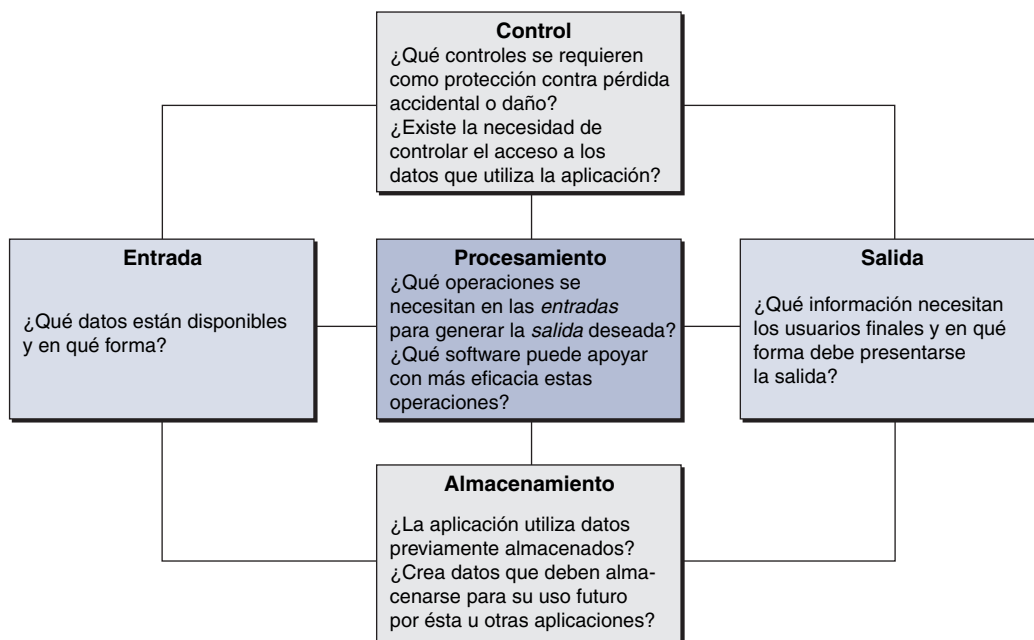 Control
¿Qué controles se requieren
como protección contra pérdida
accidental o daño?
¿Existe la necesidad de
controlar el acceso a los
datos que utiliza la aplicación?
Entrada
¿Qué datos están disponibles
y en qué forma?
Procesamiento
¿Qué operaciones se
necesitan en las entradas
para generar la salida deseada?
¿Qué software puede apoyar
con más eficacia estas
operaciones?
Salida
¿Qué información necesitan
los usuarios finales y en qué
forma debe presentarse
la salida?
Almacenamiento
¿La aplicación utiliza datos
previamente almacenados?
¿Crea datos que deben alma-
cenarse para su uso futuro
por ésta u otras aplicaciones?